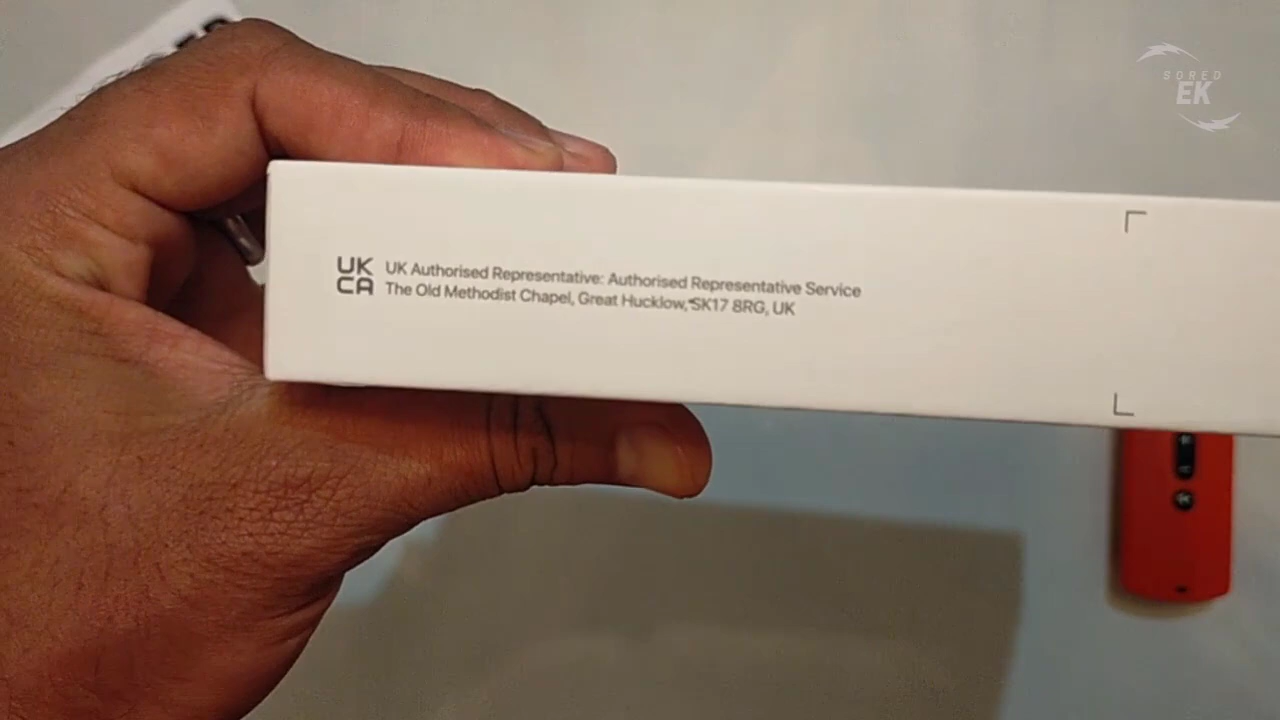 SORED
EK
UK
CA
UK Authorised Representative: Authorised Representative Service
The Old Methodist Chapel, Great Hucklow, SK17 8RG, UK